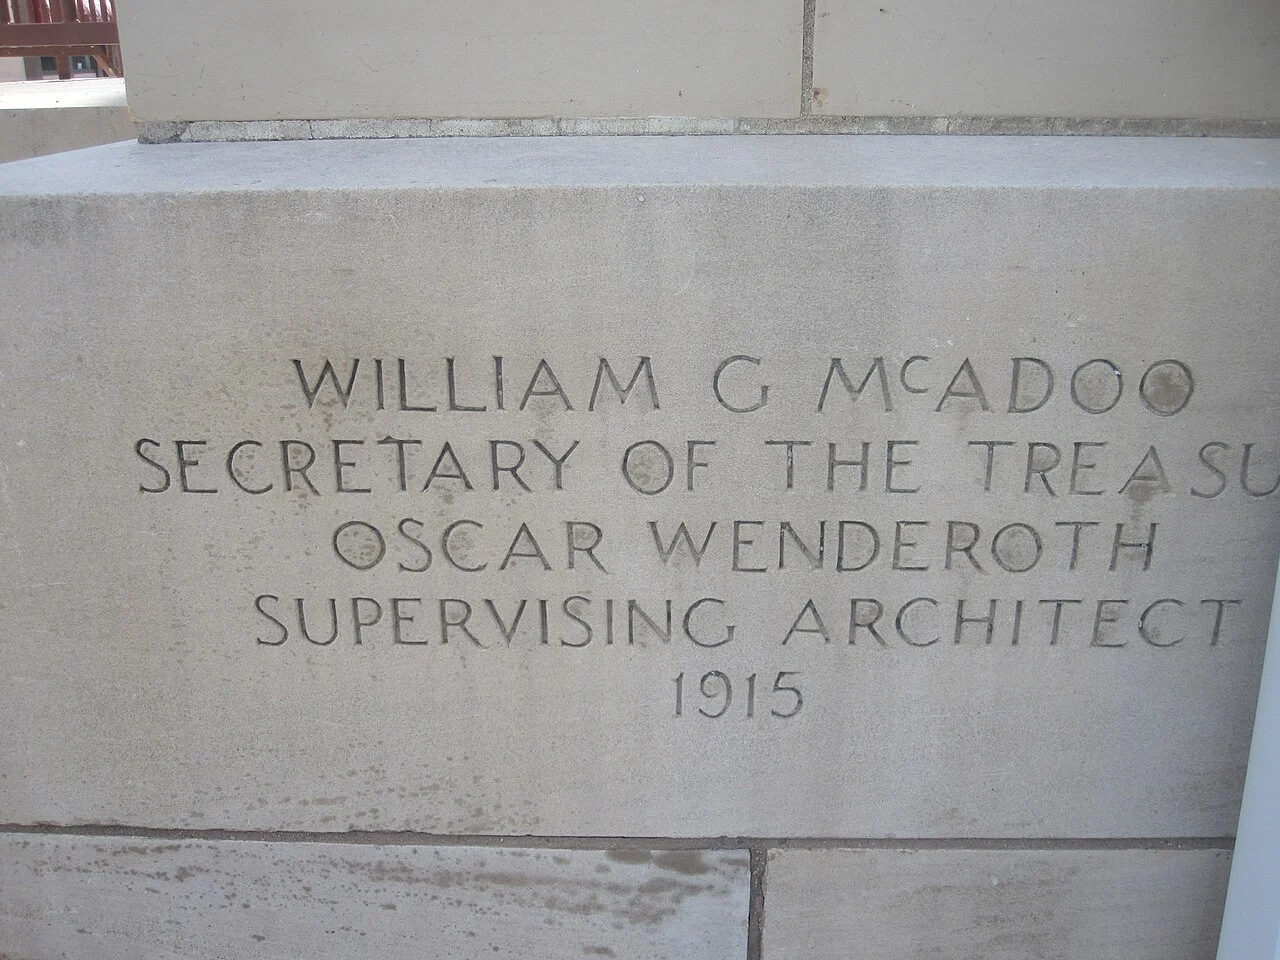 WILLIAM G MCADOO
SECRETARY OF THE TREASU
OSCAR WENDEROTH
SUPERVISING ARCHITECT
1915